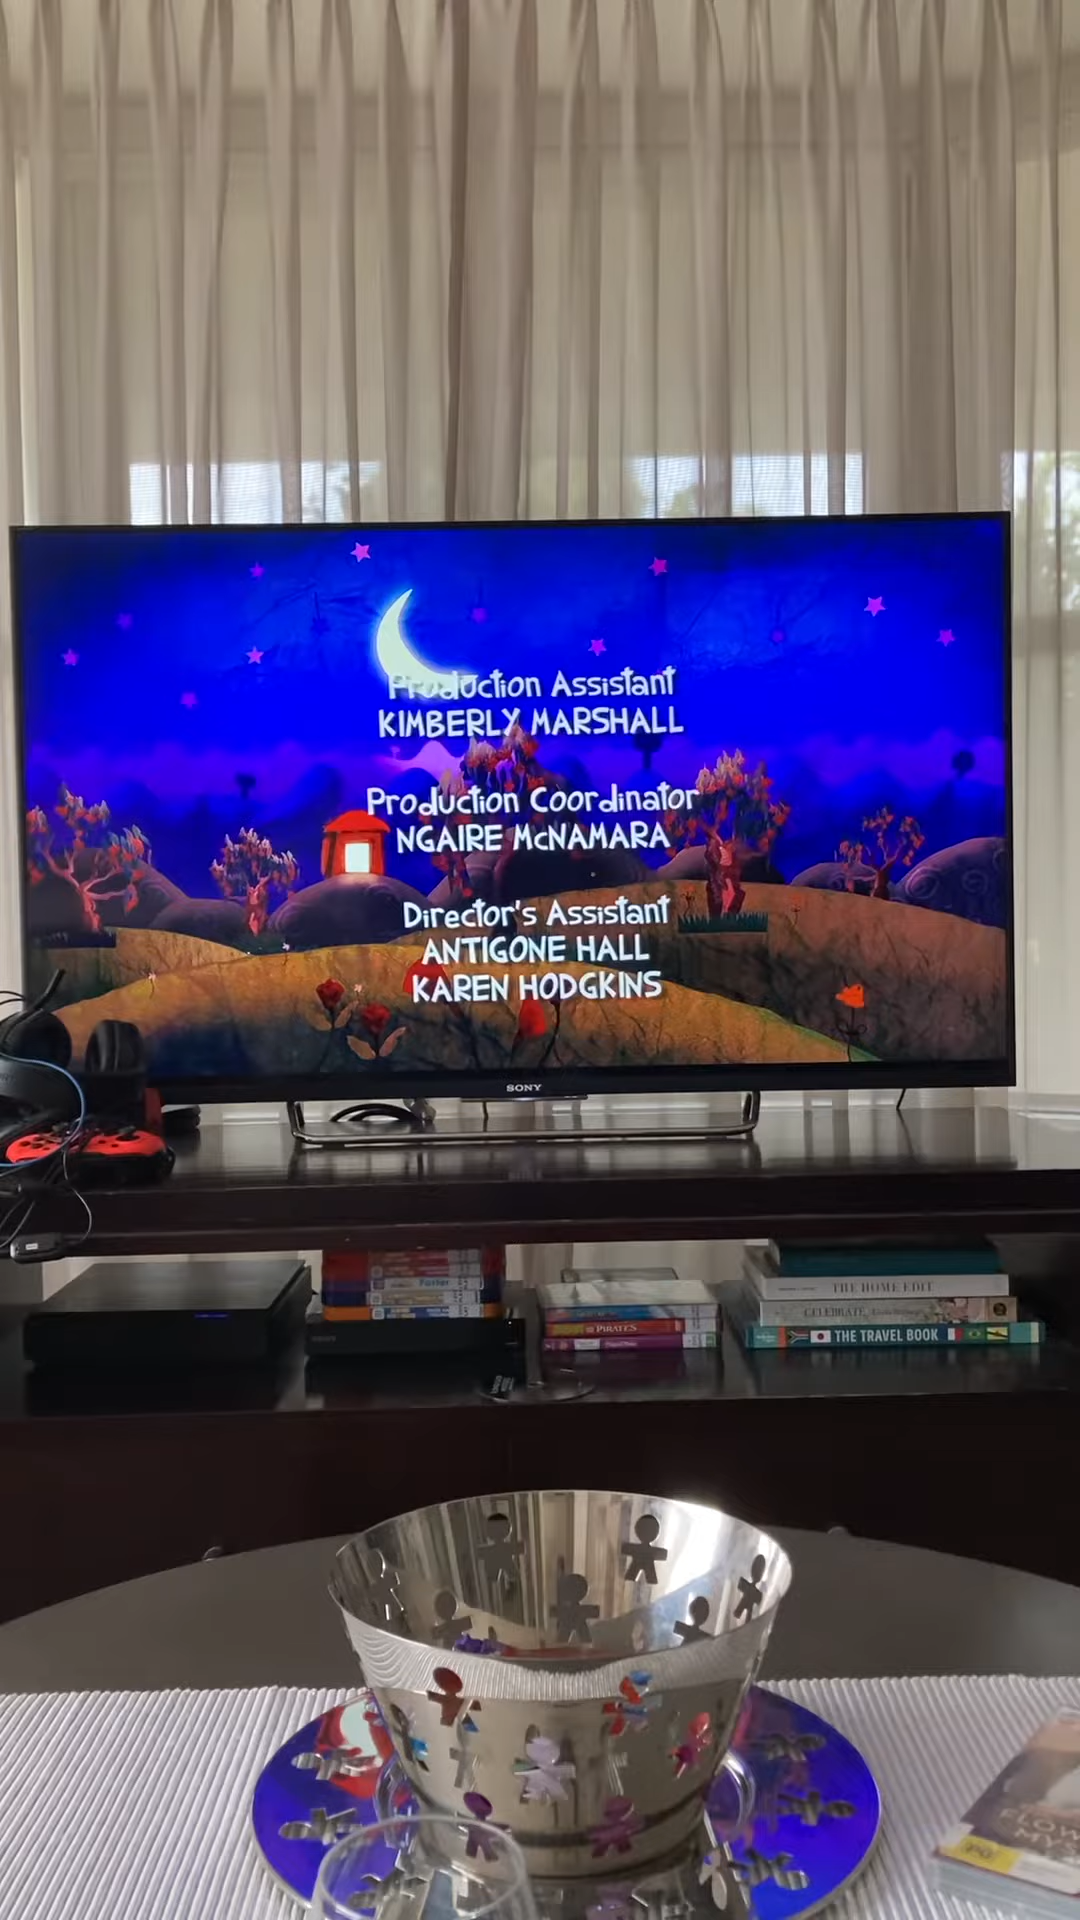 Production Assistant
KIMBERLY MARSHALL
Production Coordinator
NGAIRE McNAMARA
Director's Assistant
ANTIGONE HALL
KAREN HODGKINS
SONY
THE HOME EDIT
CELEBRATE
PIRATES
THE TRAVEL BOOK